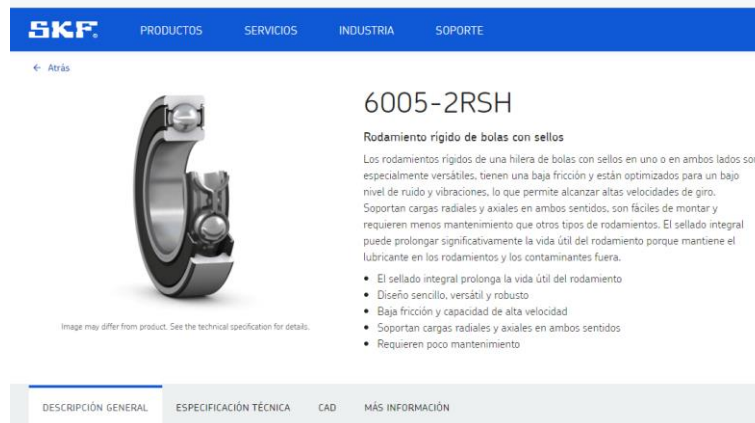 SKF®
PRODUCTOS SERVICIOS INDUSTRIA SOPORTE
← Atrás
6005-2RSH
Rodamiento rígido de bolas con sellos
Los rodamientos rígidos de una hilera de bolas con sellos en uno o en ambos lados son
especialmente versátiles, tienen una baja fricción y están optimizados para un bajo
nivel de ruido y vibraciones, lo que permite alcanzar altas velocidades de giro.
Soportan cargas radiales y axiales en ambos sentidos, son fáciles de montar y
requieren menos mantenimiento que otros tipos de rodamientos. El sellado integral
puede prolongar significativamente la vida útil del rodamiento porque mantiene el
lubricante en los rodamientos y los contaminantes fuera.
• El sellado integral prolonga la vida útil del rodamiento
• Diseño sencillo, versátil y robusto
• Baja fricción y capacidad de alta velocidad
• Soportan cargas radiales y axiales en ambos sentidos
• Requieren poco mantenimiento
Image may differ from product. See the technical specification for details.
DESCRIPCIÓN GENERAL ESPECIFICACIÓN TÉCNICA CAD MÁS INFORMACIÓN